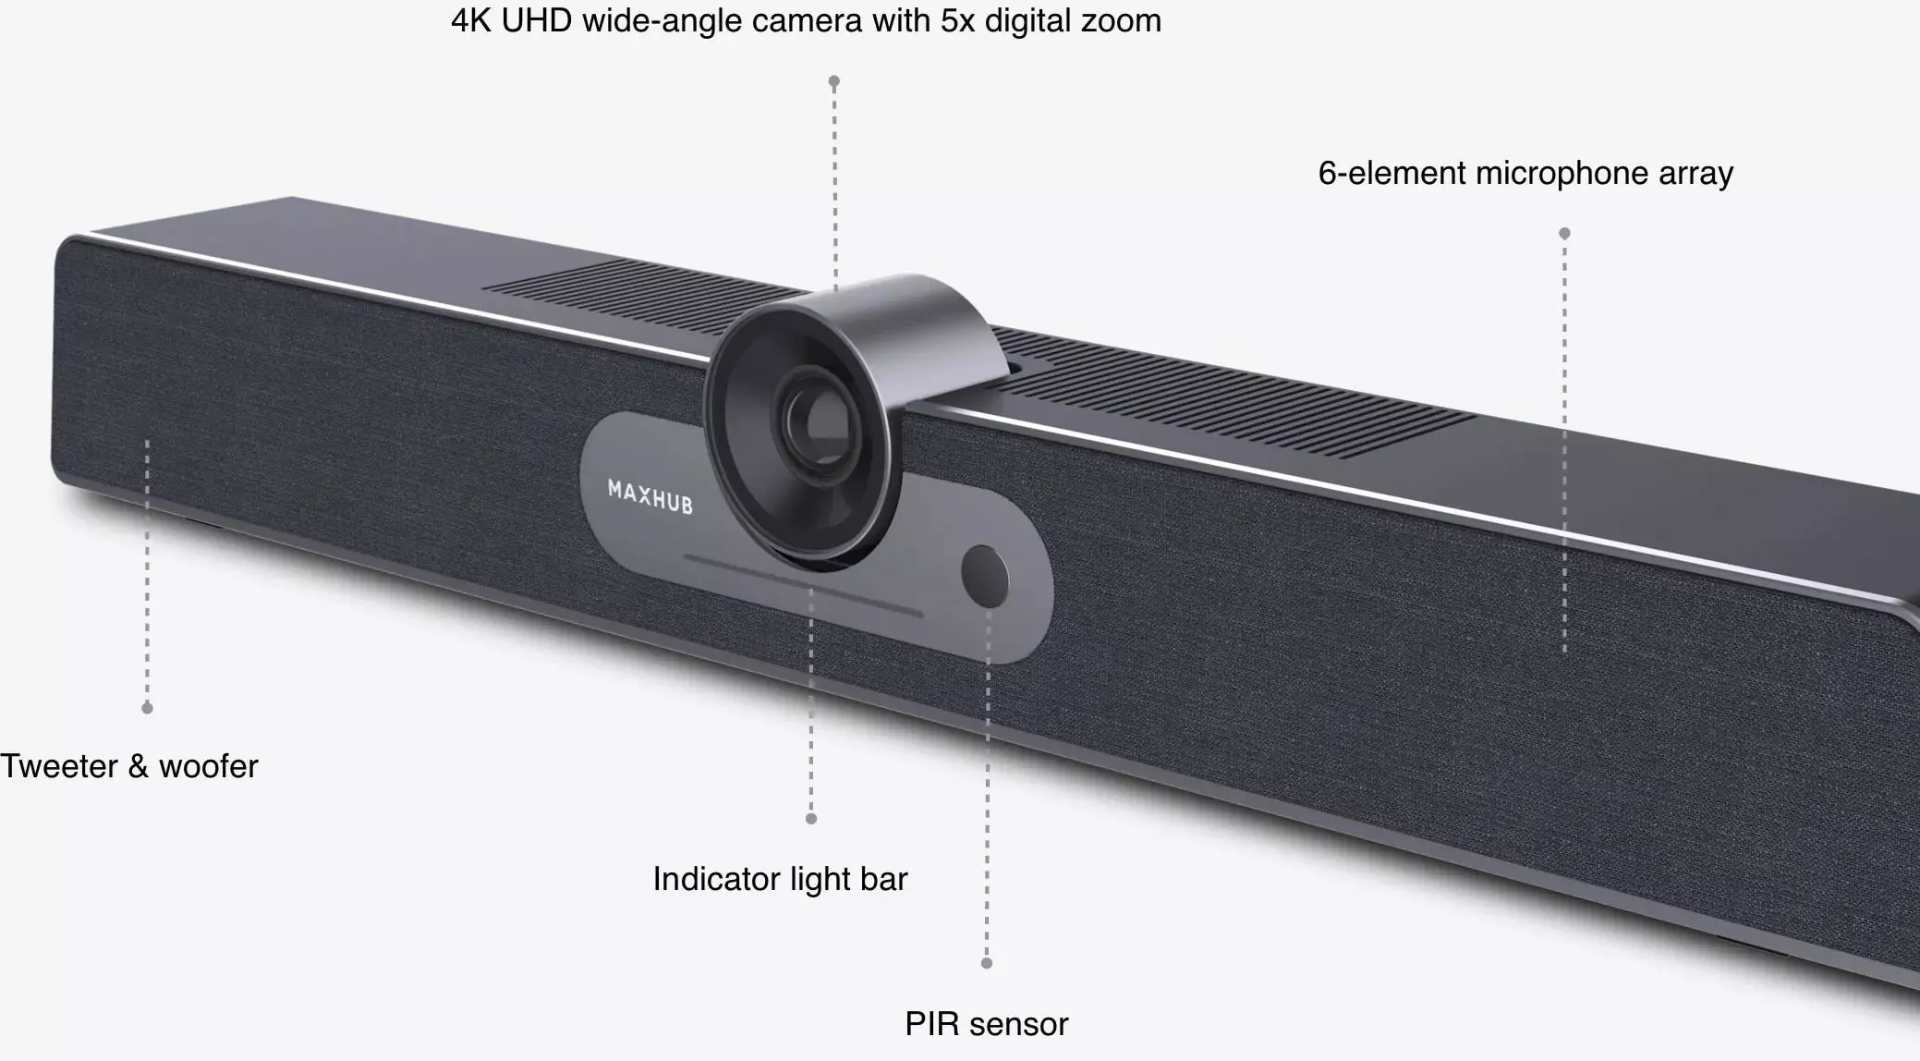 4K UHD wide-angle camera with 5x digital zoom
6-element microphone array
MAXHUB
Tweeter & woofer
Indicator light bar
PIR sensor